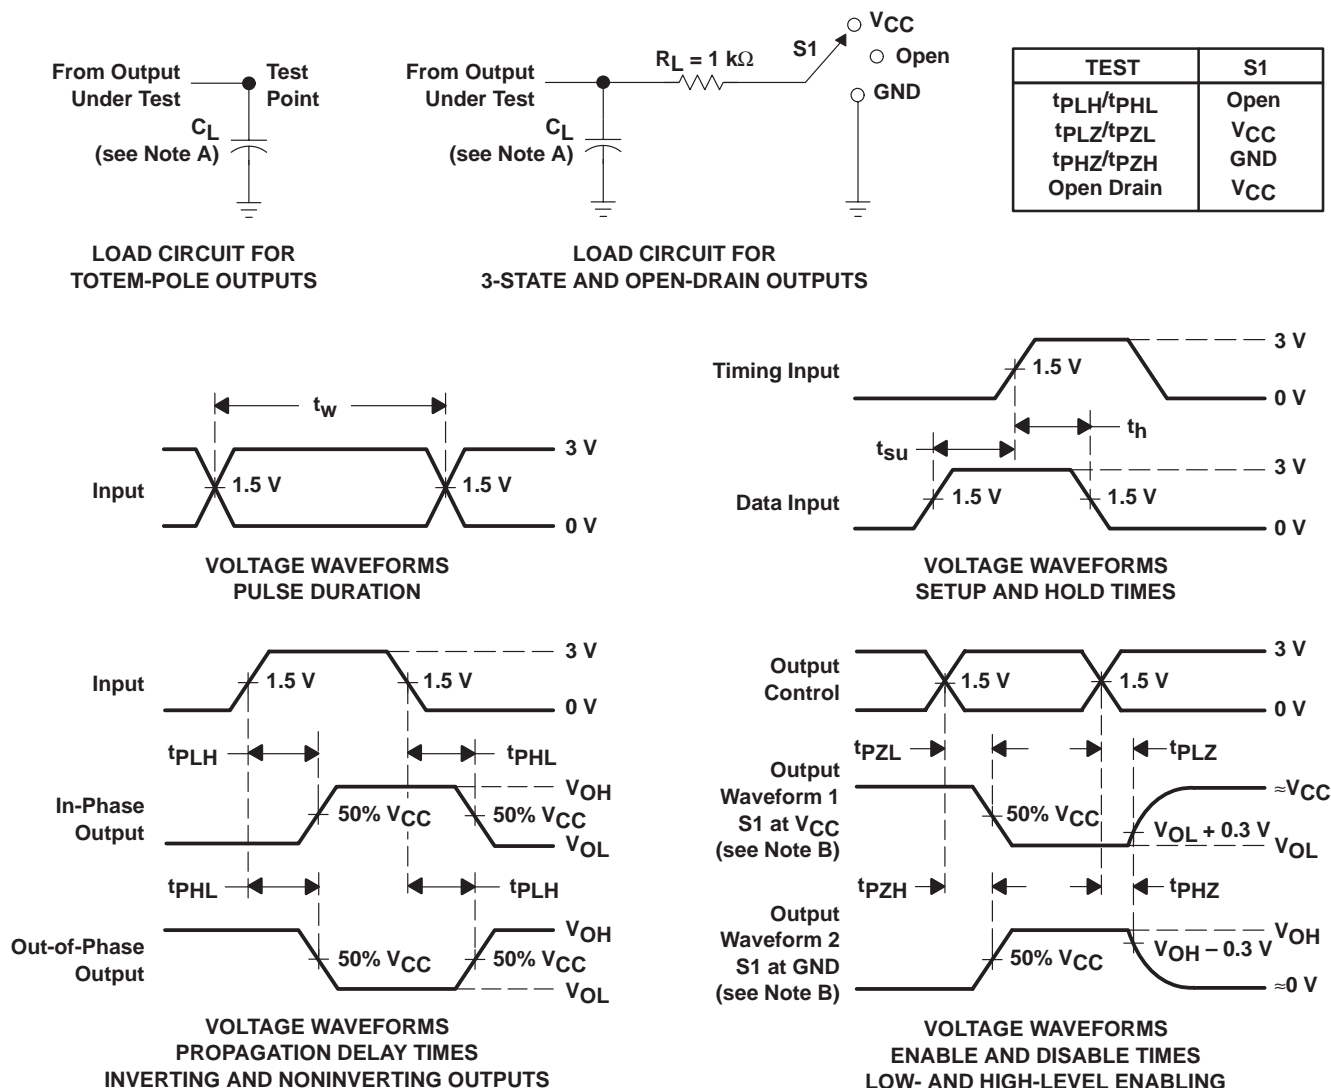 From Output
Under Test
Test
Point
CL
(see Note A)
LOAD CIRCUIT FOR
TOTEM-POLE OUTPUTS
From Output
Under Test
RL = 1 kΩ
S1
VCC
Open
GND
CL
(see Note A)
LOAD CIRCUIT FOR
3-STATE AND OPEN-DRAIN OUTPUTS
TEST S1
tPLH/tPHL Open
tPLZ/tPZL VCC
tPHZ/tPZH GND
Open Drain VCC
tw
Input
1.5 V
1.5 V
3 V
0 V
VOLTAGE WAVEFORMS
PULSE DURATION
Timing Input
1.5 V
3 V
0 V
tsu
th
Data Input
1.5 V
1.5 V
3 V
0 V
VOLTAGE WAVEFORMS
SETUP AND HOLD TIMES
Input
1.5 V
1.5 V
3 V
0 V
tPLH
tPHL
In-Phase
Output
50% VCC
50% VCC
VOH
VOL
tPHL
tPLH
Out-of-Phase
Output
50% VCC
50% VCC
VOH
VOL
VOLTAGE WAVEFORMS
PROPAGATION DELAY TIMES
INVERTING AND NONINVERTING OUTPUTS
Output
Control
1.5 V
1.5 V
3 V
0 V
tPZL
tPLZ
Output
Waveform 1
S1 at VCC
(see Note B)
50% VCC
VOL + 0.3 V
≈VCC
VOL
tPZH
tPHZ
Output
Waveform 2
S1 at GND
(see Note B)
50% VCC
VOH − 0.3 V
VOH
≈0 V
VOLTAGE WAVEFORMS
ENABLE AND DISABLE TIMES
LOW- AND HIGH-LEVEL ENABLING